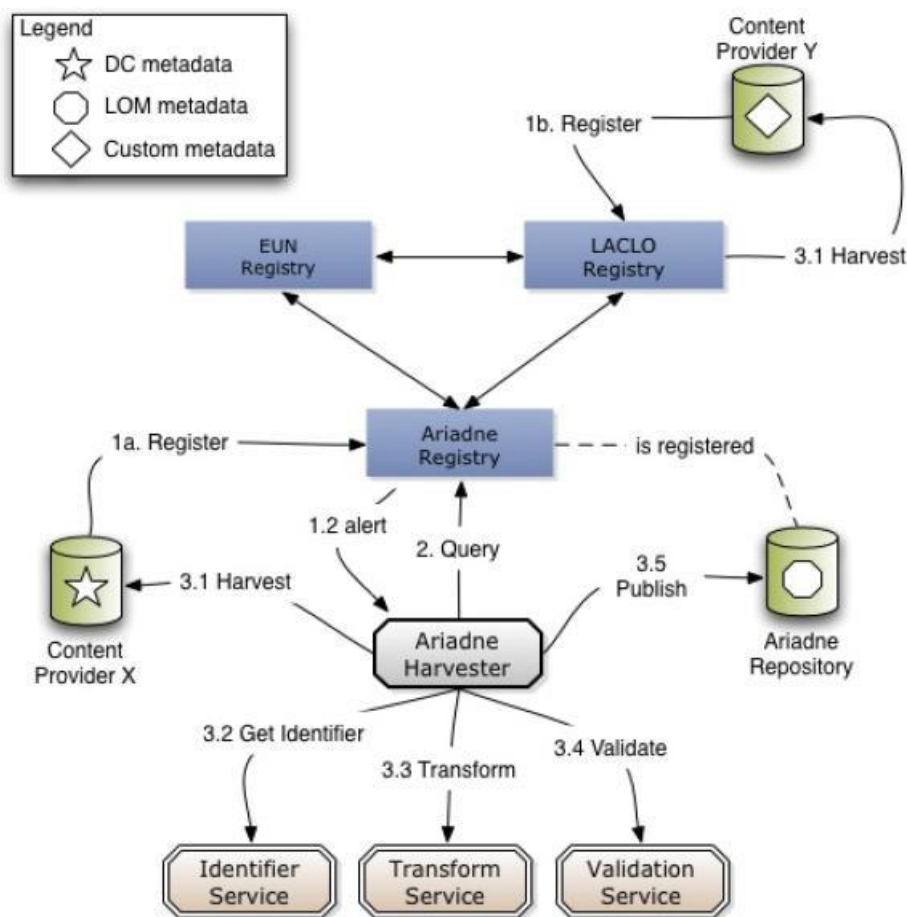 Legend
DC metadata
LOM metadata
Custom metadata
Content
Provider Y
1b. Register
EUN
Registry
LACLO
Registry
3.1 Harvest
1a. Register
Ariadne
Registry
is registered
1.2 alert
2. Query
3.1 Harvest
3.5
Publish
Content
Provider X
Ariadne
Harvester
Ariadne
Repository
3.2 Get Identifier
3.3 Transform
3.4 Validate
Identifier
Service
Transform
Service
Validation
Service